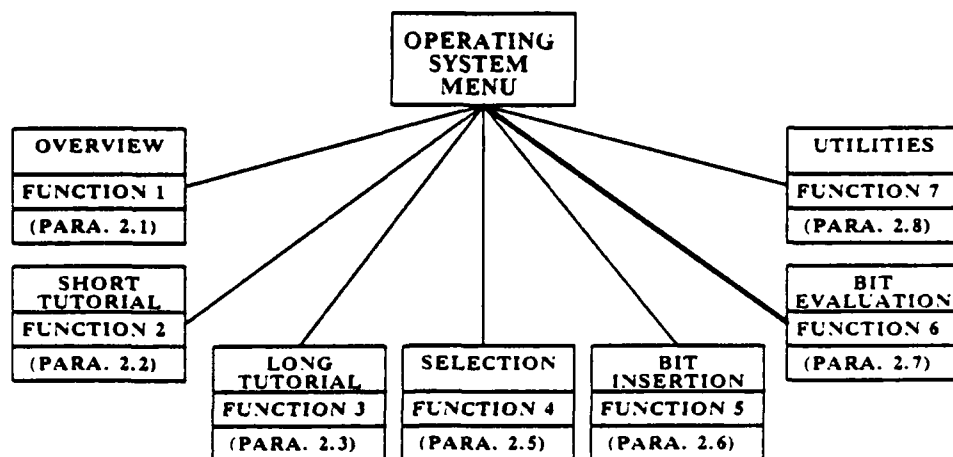 OPERATING
SYSTEM
MENU
OVERVIEW
FUNCTION 1
(PARA. 2.1)
SHORT
TUTORIAL
FUNCTION 2
(PARA. 2.2)
LONG
TUTORIAL
FUNCTION 3
(PARA. 2.3)
SELECTION
FUNCTION 4
(PARA. 2.5)
BIT
INSERTION
FUNCTION 5
(PARA. 2.6)
BIT
EVALUATION
FUNCTION 6
(PARA. 2.7)
UTILITIES
FUNCTION 7
(PARA. 2.8)